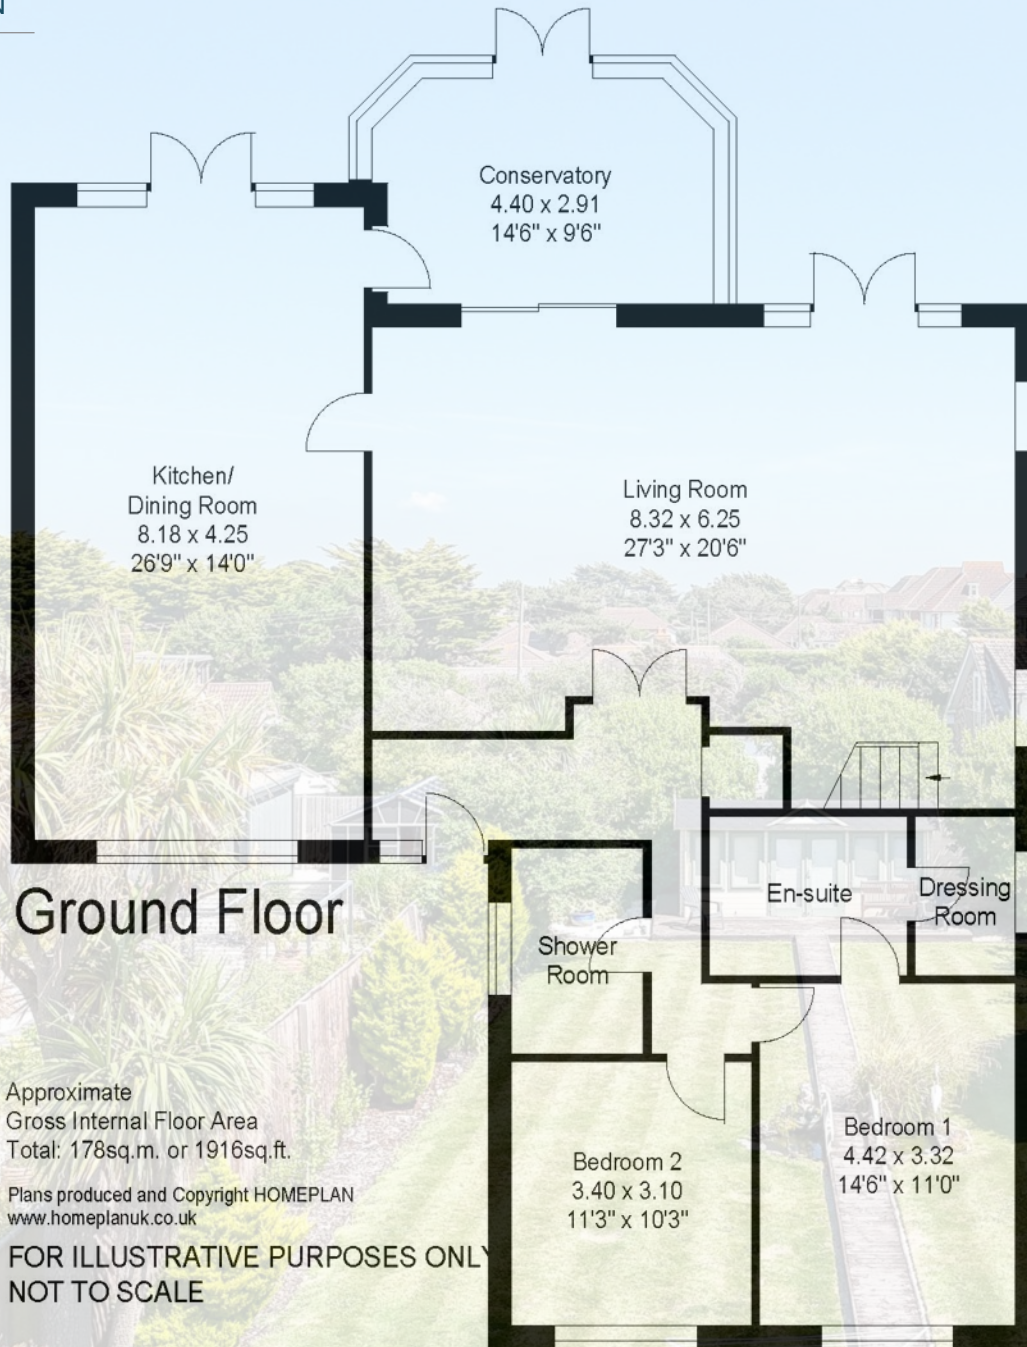 Conservatory
4.40 x 2.91
14'6" x 9'6"
Kitchen/
Dining Room
8.18 x 4.25
26'9" x 14'0"
Living Room
8.32 x 6.25
27'3" x 20'6"
Ground Floor
En-suite
Dressing
Room
Shower
Room
Approximate
Gross Internal Floor Area
Total: 178sq.m. or 1916sq.ft.
Plans produced and Copyright HOMEPLAN
www.homeplanuk.co.uk
FOR ILLUSTRATIVE PURPOSES ONLY
NOT TO SCALE
Bedroom 2
3.40 x 3.10
11'3" x 10'3"
Bedroom 1
4.42 x 3.32
14'6" x 11'0"